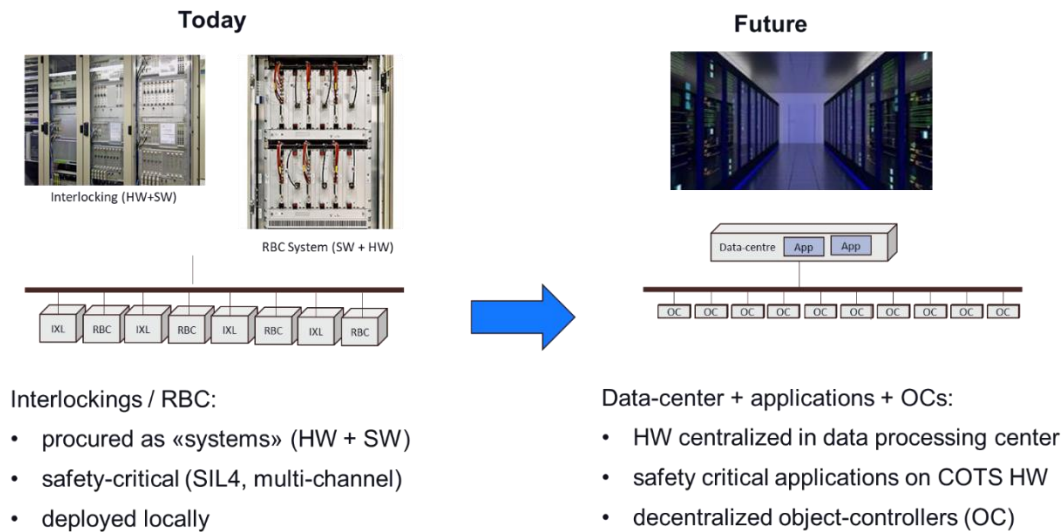 Today
Future
Interlocking (HW+SW)
RBC System (SW + HW)
Data-centre
App
App
IXL
RBC
IXL
RBC
IXL
RBC
IXL
RBC
OC
OC
OC
OC
OC
OC
OC
OC
OC
OC
Interlockings / RBC:
• procured as «systems» (HW + SW)
• safety-critical (SIL4, multi-channel)
• deployed locally
Data-center + applications + OCs:
• HW centralized in data processing center
• safety critical applications on COTS HW
• decentralized object-controllers (OC)